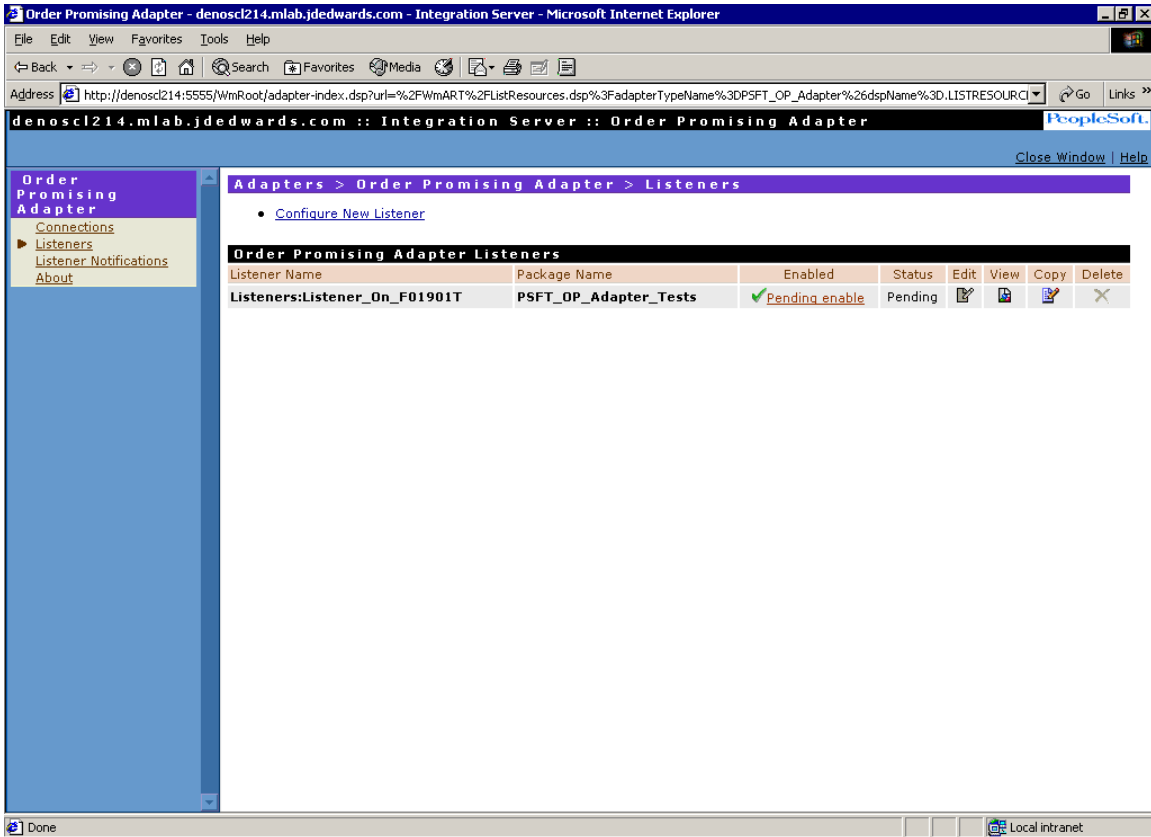 Order Promising Adapter - denoscl214.mlab.jdedwards.com - Integration Server - Microsoft Internet Explorer
File Edit View Favorites Tools Help
Back Search Favorites Media
Address http://denoscl214:5555/WmRoot/adapter-index.dsp?url=%2FWmART%2FListResources.dsp%3FadapterTypeName%3DPSFT_OP_Adapter%26dspName%3D.LISTRESOURC Go Links »
denoscl214.mlab.jdedwards.com :: Integration Server :: Order Promising Adapter PeopleSoft.
Close Window | Help
Order
Promising
Adapter
Connections
Listeners
Listener Notifications
About
Adapters > Order Promising Adapter > Listeners
• Configure New Listener
Order Promising Adapter Listeners
Listener Name Package Name Enabled Status Edit View Copy Delete
Listeners:Listener_On_F01901T PSFT_OP_Adapter_Tests Pending enable Pending
Done Local intranet